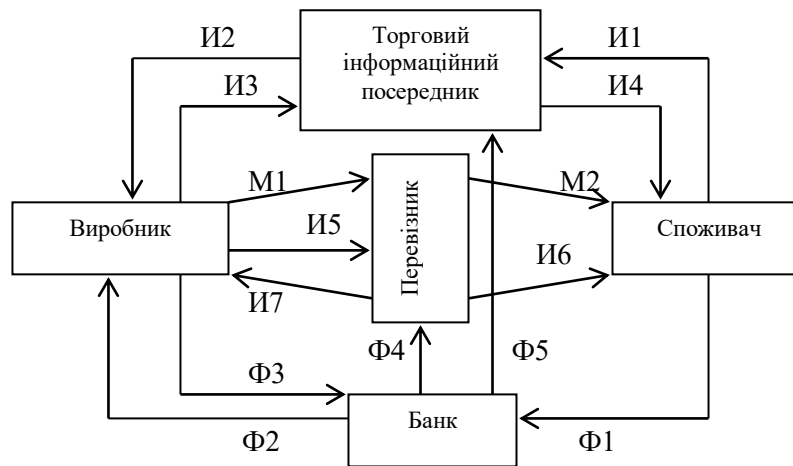 И2
Торговий
інформаційний
посередник
И1
И3
И4
М1
М2
Виробник
И5
Перевізник
И6
Споживач
И7
Ф4
Ф5
Ф3
Ф2
Банк
Ф1